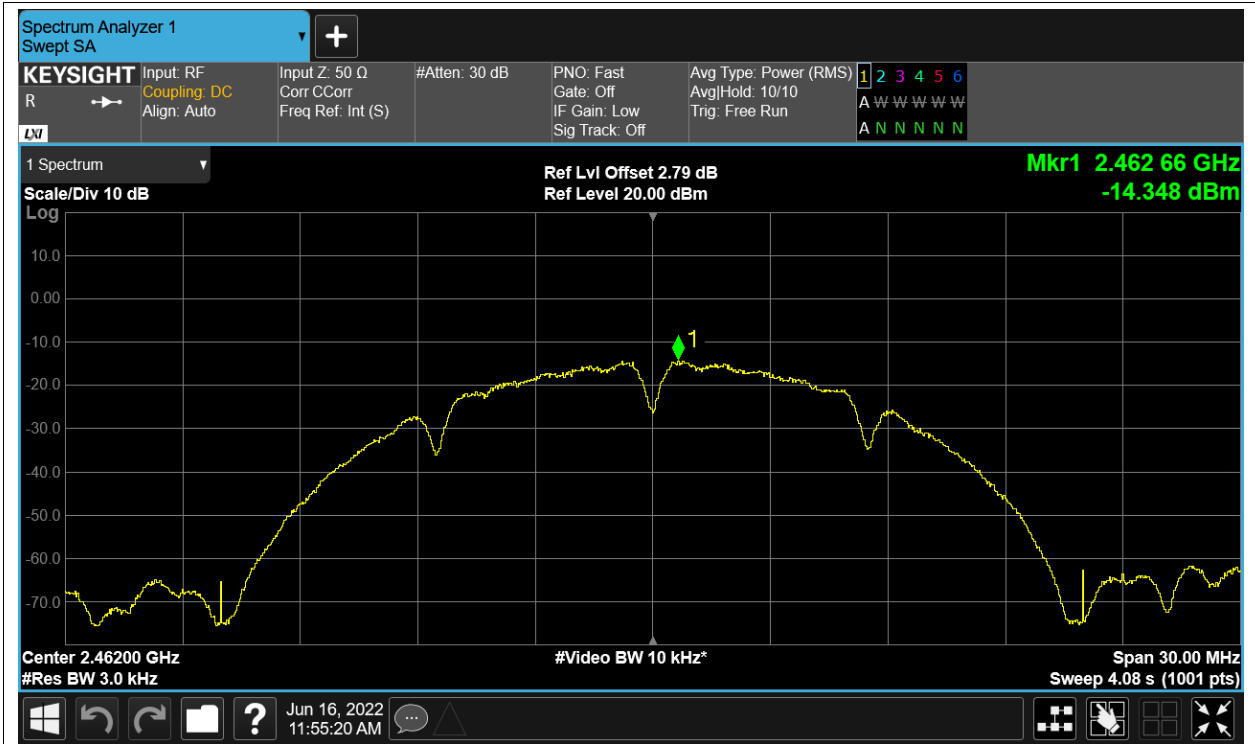 Spectrum Analyzer 1
Swept SA
+
KEYSIGHT
R
LXI
Input: RF
Coupling: DC
Align: Auto
Input Z: 50 Ω
Corr CCorr
Freq Ref: Int (S)
#Atten: 30 dB
PNO: Fast
Gate: Off
IF Gain: Low
Sig Track: Off
Avg Type: Power (RMS)
Avg|Hold: 10/10
Trig: Free Run
1 2 3 4 5 6
A W W W W W
A N N N N N
1 Spectrum
Scale/Div 10 dB
Log
Ref Lvl Offset 2.79 dB
Ref Level 20.00 dBm
Mkr1 2.462 66 GHz
-14.348 dBm
10.0
0.00
-10.0
1
-20.0
-30.0
-40.0
-50.0
-60.0
-70.0
Center 2.46200 GHz
#Res BW 3.0 kHz
#Video BW 10 kHz*
Span 30.00 MHz
Sweep 4.08 s (1001 pts)
?
Jun 16, 2022
11:55:20 AM